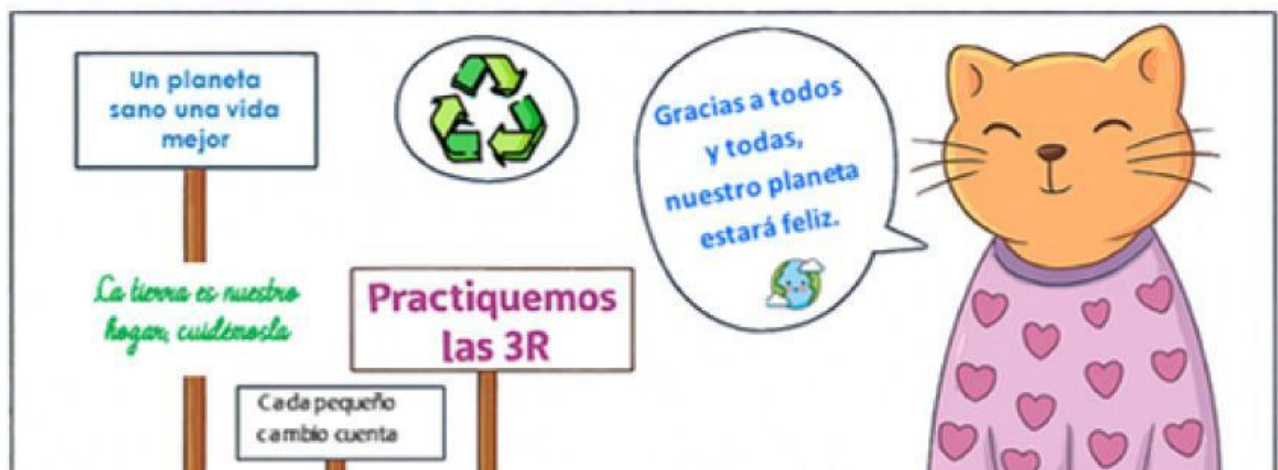 Un planeta
sano una vida
mejor
La tierra es nuestro
hogar, cuidémosla
Practiquemos
las 3R
Cada pequeño
cambio cuenta
Gracias a todos
y todas,
nuestro planeta
estará feliz.